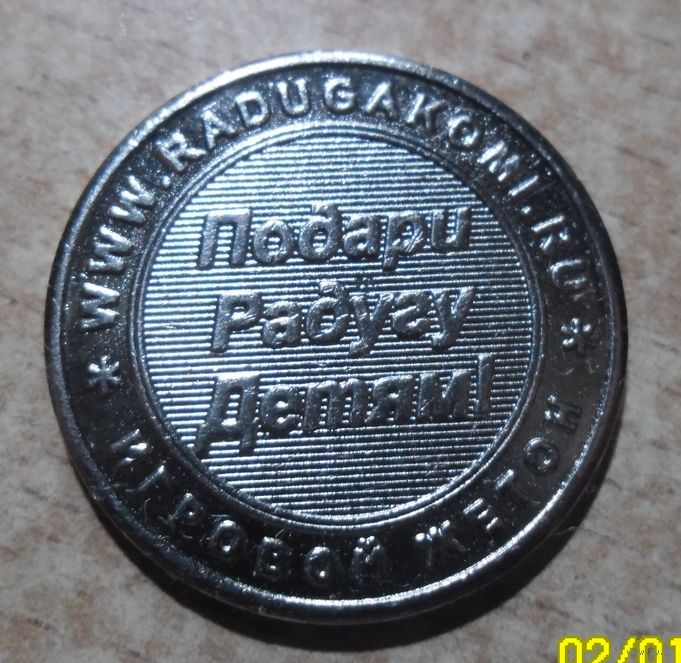 * WWW.RADUGAKOMI.RU *
Подари
Радугу
Детям!
ИГРОВОЙ ЖЕТОН
02/01